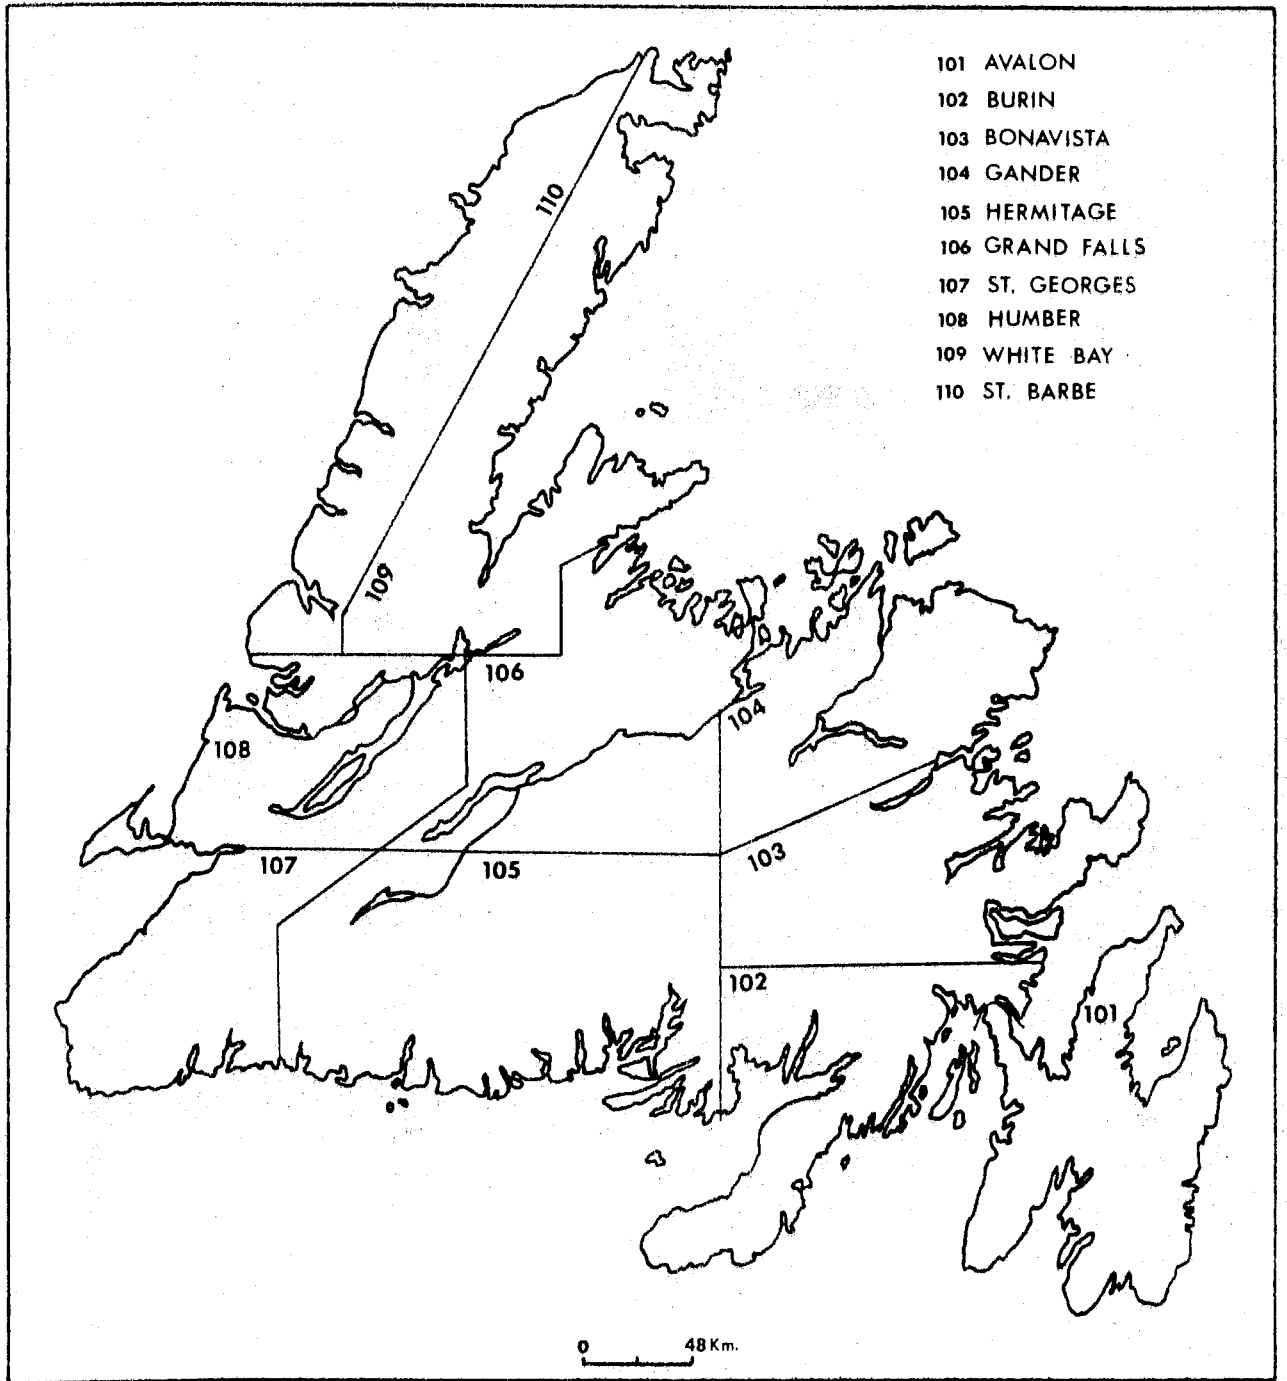 101 AVALON
102 BURIN
103 BONAVISTA
104 GANDER
105 HERMITAGE
106 GRAND FALLS
107 ST. GEORGES
108 HUMBER
109 WHITE BAY
110 ST. BARBE
110
109
106
104
108
103
107
105
102
101
0 48 Km.